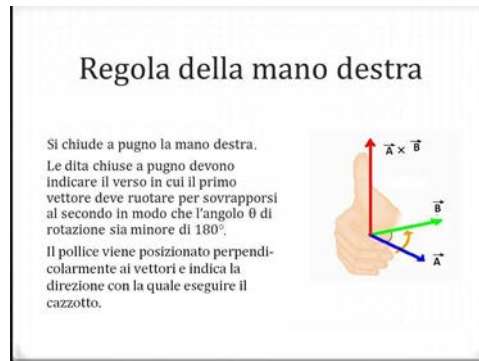 Regola della mano destra
Si chiude a pugno la mano destra.
Le dita chiuse a pugno devono
indicare il verso in cui il primo
vettore deve ruotare per sovrapporsi
al secondo in modo che l'angolo θ di
rotazione sia minore di 180°.
Il pollice viene posizionato perpendi-
colarmente ai vettori e indica la
direzione con la quale eseguire il
cazzotto.
A × B
B
A